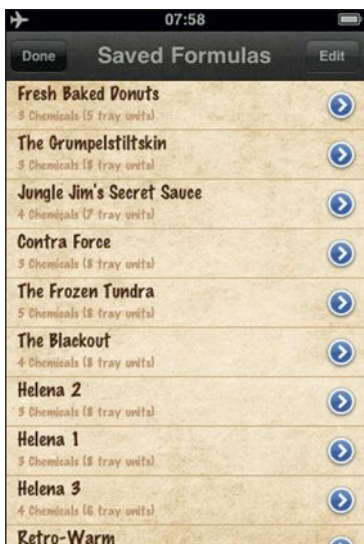 07:58
Done Saved Formulas Edit
Fresh Baked Donuts
3 Chemicals (5 tray units)
The Grumpelstiltskin
3 Chemicals (8 tray units)
Jungle Jim's Secret Sauce
4 Chemicals (7 tray units)
Contra Force
3 Chemicals (8 tray units)
The Frozen Tundra
5 Chemicals (8 tray units)
The Blackout
4 Chemicals (8 tray units)
Helena 2
3 Chemicals (8 tray units)
Helena 1
3 Chemicals (8 tray units)
Helena 3
4 Chemicals (6 tray units)
Retro-Warm